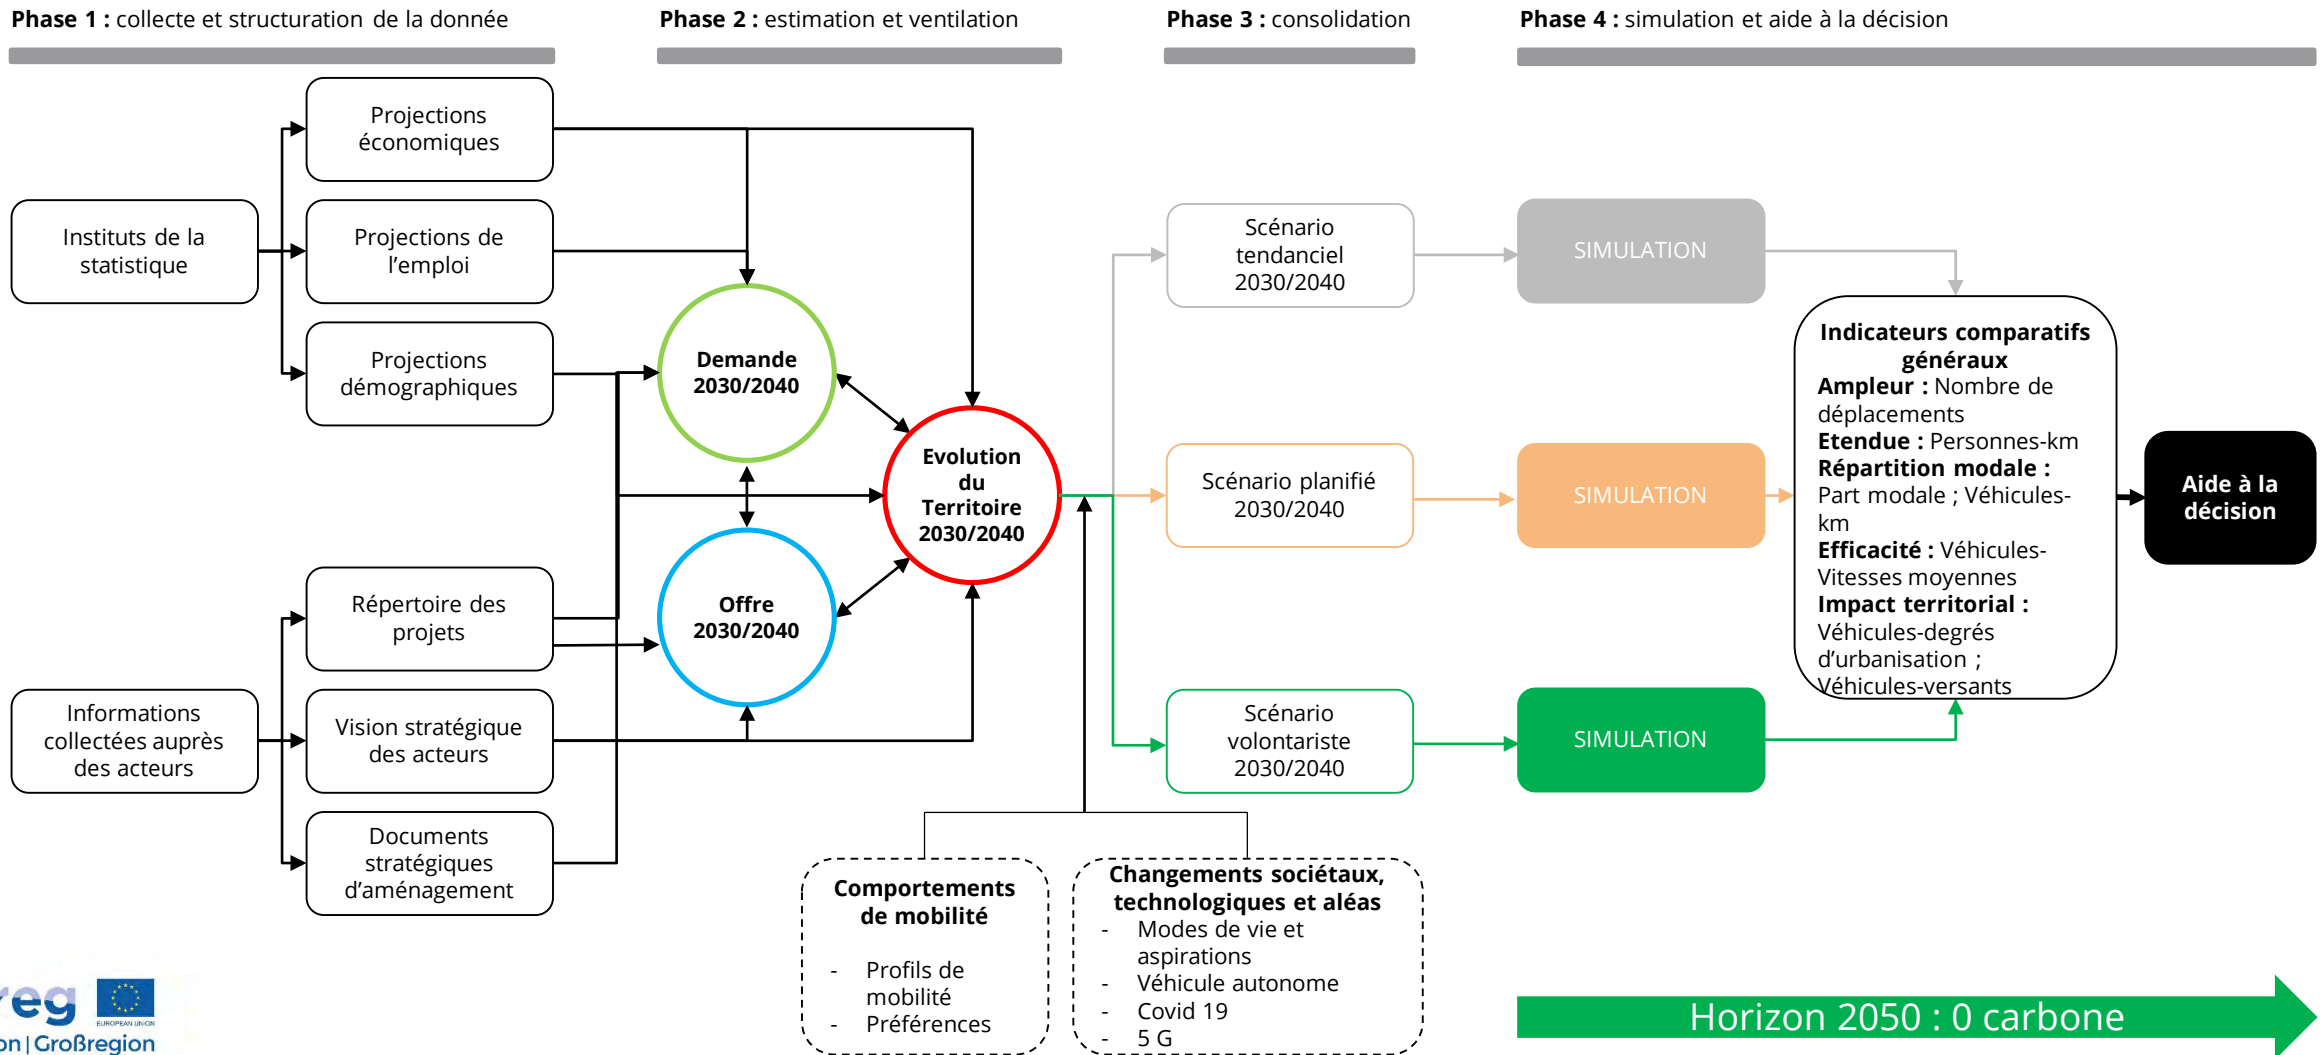 Phase 1 : collecte et structuration de la donnée
Phase 2 : estimation et ventilation
Phase 3 : consolidation
Phase 4 : simulation et aide à la décision
Instituts de la
statistique
Projections
économiques
Projections de
l'emploi
Projections
démographiques
Informations
collectées auprès
des acteurs
Répertoire des
projets
Vision stratégique
des acteurs
Documents
stratégiques
d'aménagement
Demande
2030/2040
Offre
2030/2040
Evolution
du
Territoire
2030/2040
Comportements
de mobilité
- Profils de
mobilité
- Préférences
Changements sociétaux,
technologiques et aléas
- Modes de vie et
aspirations
- Véhicule autonome
- Covid 19
- 5 G
Scénario
tendanciel
2030/2040
Scénario planifié
2030/2040
Scénario
volontariste
2030/2040
SIMULATION
SIMULATION
SIMULATION
Indicateurs comparatifs
généraux
Ampleur : Nombre de
déplacements
Etendue : Personnes-km
Répartition modale :
Part modale ; Véhicules-
km
Efficacité : Véhicules-
Vitesses moyennes
Impact territorial :
Véhicules-degrés
d'urbanisation ;
Véhicules-versants
Aide à la
décision
Horizon 2050 : 0 carbone
reg
EUROPEAN UNION
on | Großregion